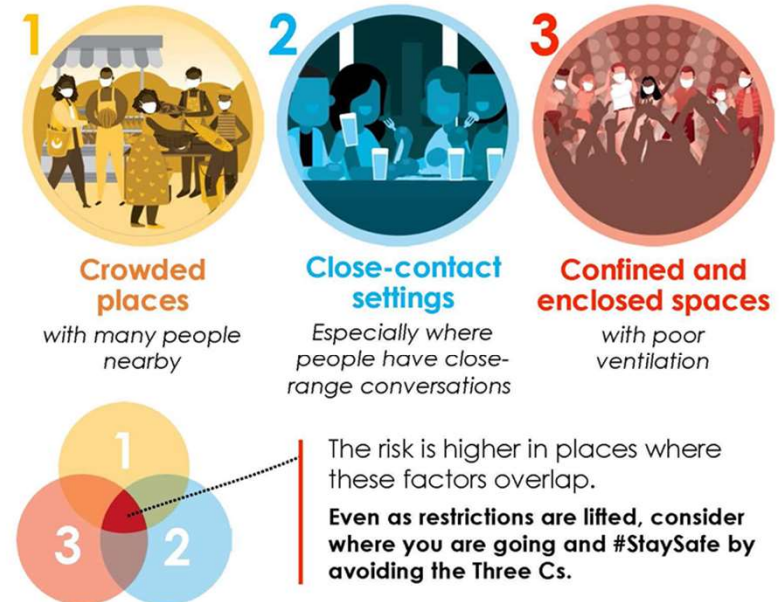 1
2
3
Crowded
places
with many people
nearby
Close-contact
settings
Especially where
people have close-
range conversations
Confined and
enclosed spaces
with poor
ventilation
1
3
2
The risk is higher in places where
these factors overlap.
Even as restrictions are lifted, consider
where you are going and #StaySafe by
avoiding the Three Cs.